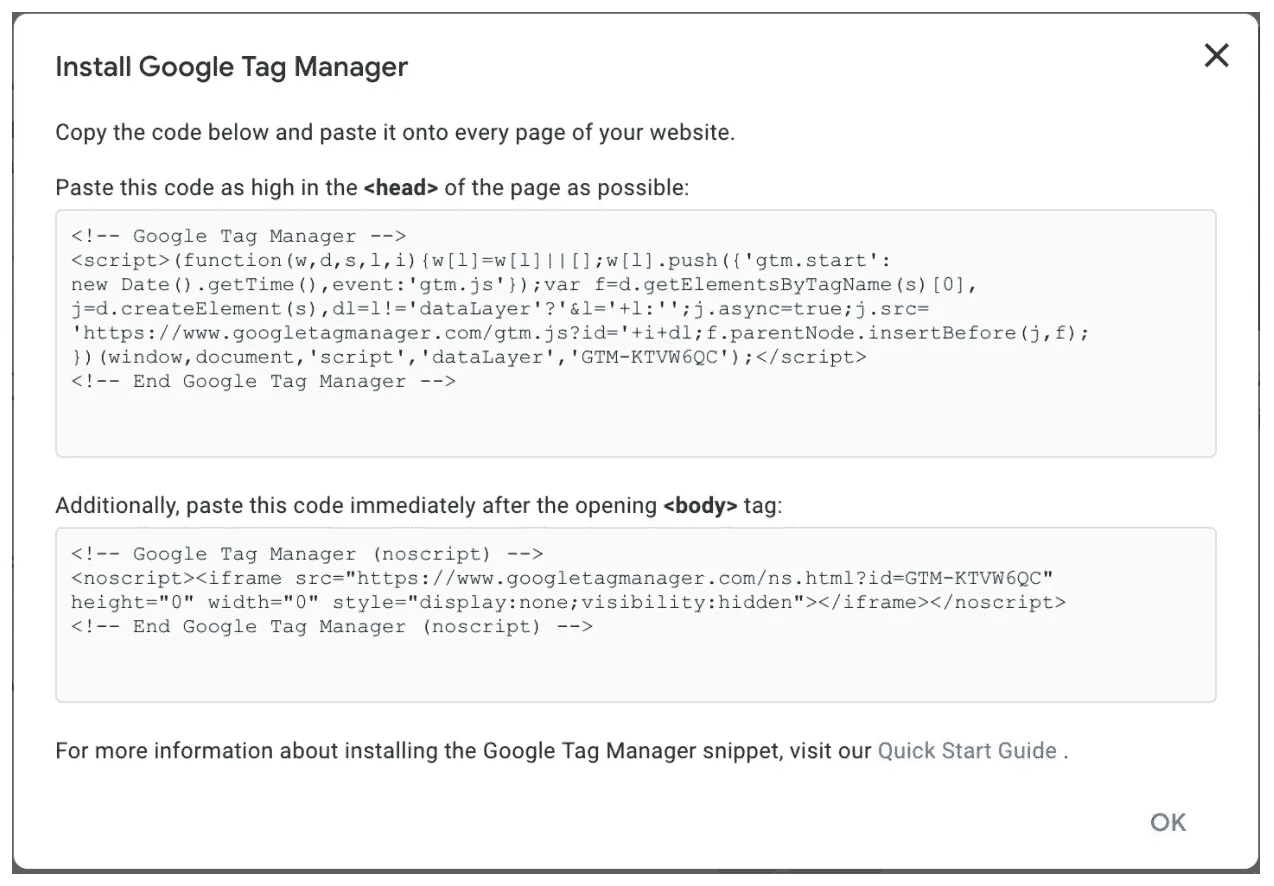 Install Google Tag Manager
Copy the code below and paste it onto every page of your website.
Paste this code as high in the <head> of the page as possible:
<!-- Google Tag Manager -->
<script>(function(w,d,s,l,i){w[l]=w[l]||[];w[l].push({'gtm.start':
new Date().getTime(),event:'gtm.js'});var f=d.getElementsByTagName(s)[0],
j=d.createElement(s),dl=l!='dataLayer'?'&l='+l:'';j.async=true;j.src=
'https://www.googletagmanager.com/gtm.js?id='+i+dl;f.parentNode.insertBefore(j,f);
})(window,document,'script','dataLayer','GTM-KTVW6QC');</script>
<!-- End Google Tag Manager -->
Additionally, paste this code immediately after the opening <body> tag:
<!-- Google Tag Manager (noscript) -->
<noscript><iframe src="https://www.googletagmanager.com/ns.html?id=GTM-KTVW6QC"
height="0" width="0" style="display:none;visibility:hidden"></iframe></noscript>
<!-- End Google Tag Manager (noscript) -->
For more information about installing the Google Tag Manager snippet, visit our Quick Start Guide .
OK